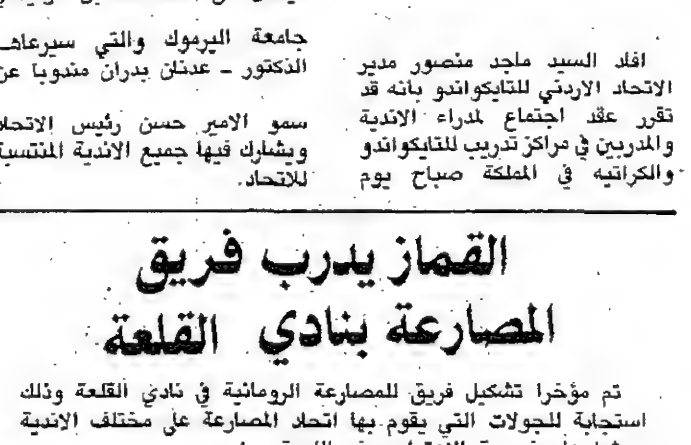 افاد السيد ماجد منصور مدير
الاتحاد الاردني للتايكواندو بأنه قد
تقرر عقد اجتماع لمدراء الاندية
والمدربين في مراكز تدريب للتايكواندو
والكراتيه في المملكة صباح يوم
جامعة اليرموك والتي سيرعاهـ
الدكتور - عدنان بدران مندوبا عن
سمو الامير حسن رئيس الاتحاد
ويشارك فيها جميع الاندية المنتسبة
للاتحاد.
القماز يدرب فريق
المصارعة بنادي القلعة
تم مؤخرا تشكيل فريق للمصارعة الرومانية في نادي القلعة وذلك
استجابة للجولات التي يقوم بها اتحاد المصارعة على مختلف الاندية